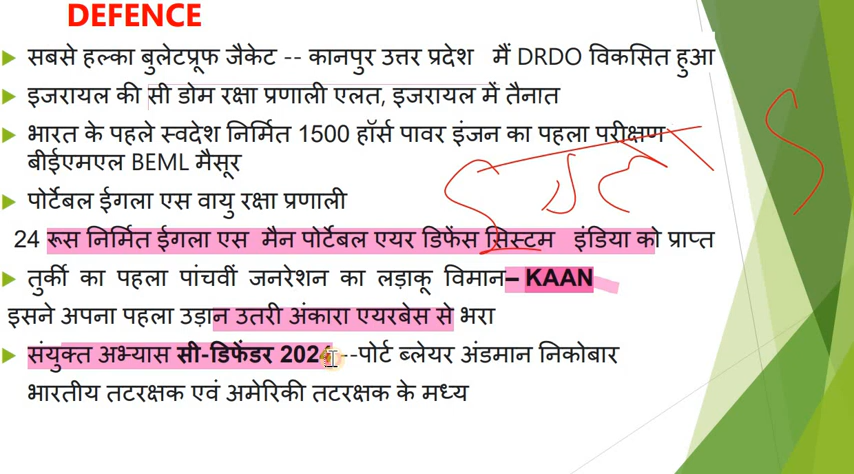 DEFENCE
सबसे हल्का बुलेटप्रूफ जैकेट -- कानपुर उत्तर प्रदेश मैं DRDO विकसित हुआ
इजरायल की सी डोम रक्षा प्रणाली एलत, इजरायल में तैनात
भारत के पहले स्वदेश निर्मित 1500 हॉर्स पावर इंजन का पहला परीक्षण
बीईएमएल BEML मैसूर
पोर्टेबल ईगला एस वायु रक्षा प्रणाली
24 रूस निर्मित ईगला एस मैन पोर्टेबल एयर डिफेंस सिस्टम इंडिया को प्राप्त
तुर्की का पहला पांचवीं जनरेशन का लड़ाकू विमान– KAAN
इसने अपना पहला उड़ान उतरी अंकारा एयरबेस से भरा
संयुक्त अभ्यास सी-डिफेंडर 2024 --पोर्ट ब्लेयर अंडमान निकोबार
भारतीय तटरक्षक एवं अमेरिकी तटरक्षक के मध्य